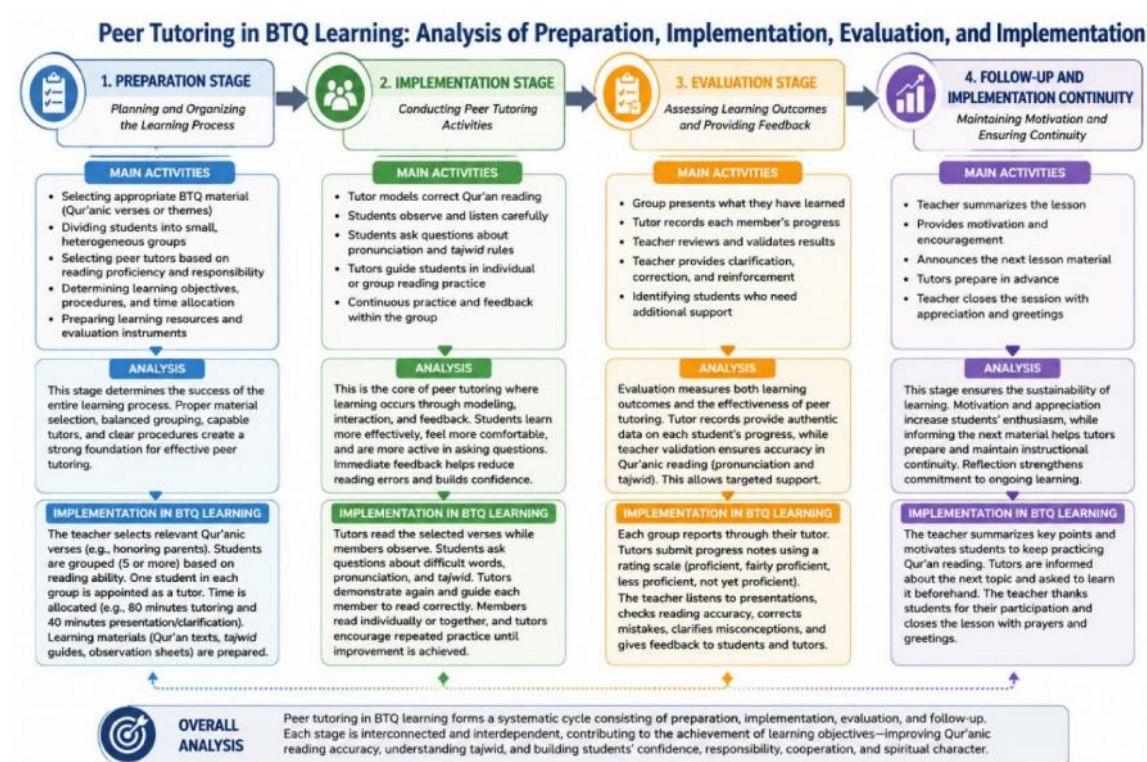 Peer Tutoring in BTQ Learning: Analysis of Preparation, Implementation, Evaluation, and Implementation
1. PREPARATION STAGE
Planning and Organizing
the Learning Process
2. IMPLEMENTATION STAGE
Conducting Peer Tutoring
Activities
3. EVALUATION STAGE
Assessing Learning Outcomes
and Providing Feedback
4. FOLLOW-UP AND
IMPLEMENTATION CONTINUITY
Maintaining Motivation and
Ensuring Continuity
MAIN ACTIVITIES
• Selecting appropriate BTQ material
(Qur'anic verses or themes)
• Dividing students into small,
heterogeneous groups
• Selecting peer tutors based on
reading proficiency and responsibility
• Determining learning objectives,
procedures, and time allocation
• Preparing learning resources and
evaluation instruments
MAIN ACTIVITIES
• Tutor models correct Qur'an reading
• Students observe and listen carefully
• Students ask questions about
pronunciation and tajwid rules
• Tutors guide students in individual
or group reading practice
• Continuous practice and feedback
within the group
MAIN ACTIVITIES
• Group presents what they have learned
• Tutor records each member's progress
• Teacher reviews and validates results
• Teacher provides clarification,
correction, and reinforcement
• Identifying students who need
additional support
MAIN ACTIVITIES
• Teacher summarizes the lesson
• Provides motivation and
encouragement
• Announces the next lesson material
• Tutors prepare in advance
• Teacher closes the session with
appreciation and greetings
ANALYSIS
This stage determines the success of the
entire learning process. Proper material
selection, balanced grouping, capable
tutors, and clear procedures create a
strong foundation for effective peer
tutoring.
ANALYSIS
This is the core of peer tutoring where
learning occurs through modeling,
interaction, and feedback. Students learn
more effectively, feel more comfortable,
and are more active in asking questions.
Immediate feedback helps reduce
reading errors and builds confidence.
ANALYSIS
Evaluation measures both learning
outcomes and the effectiveness of peer
tutoring. Tutor records provide authentic
data on each student's progress, while
teacher validation ensures accuracy in
Qur'anic reading (pronunciation and
tajwid). This allows targeted support.
ANALYSIS
This stage ensures the sustainability of
learning. Motivation and appreciation
increase students' enthusiasm, while
informing the next material helps tutors
prepare and maintain instructional
continuity. Reflection strengthens
commitment to ongoing learning.
IMPLEMENTATION IN BTQ LEARNING
The teacher selects relevant Qur'anic
verses (e.g., honoring parents). Students
are grouped (5 or more) based on
reading ability. One student in each
group is appointed as a tutor. Time is
allocated (e.g., 80 minutes tutoring and
40 minutes presentation/clarification).
Learning materials (Qur'an texts, tajwid
guides, observation sheets) are prepared.
IMPLEMENTATION IN BTQ LEARNING
Tutors read the selected verses while
members observe. Students ask
questions about difficult words,
pronunciation, and tajwid. Tutors
demonstrate again and guide each
member to read correctly. Members
read individually or together, and tutors
encourage repeated practice until
improvement is achieved.
IMPLEMENTATION IN BTQ LEARNING
Each group reports through their tutor.
Tutors submit progress notes using a
rating scale (proficient, fairly proficient,
less proficient, not yet proficient).
The teacher listens to presentations,
checks reading accuracy, corrects
mistakes, clarifies misconceptions, and
gives feedback to students and tutors.
IMPLEMENTATION IN BTQ LEARNING
The teacher summarizes key points and
motivates students to keep practicing
Qur'an reading. Tutors are informed
about the next topic and asked to learn
it beforehand. The teacher thanks
students for their participation and
closes the lesson with prayers and
greetings.
OVERALL
ANALYSIS
Peer tutoring in BTQ learning forms a systematic cycle consisting of preparation, implementation, evaluation, and follow-up.
Each stage is interconnected and interdependent, contributing to the achievement of learning objectives—improving Qur'anic
reading accuracy, understanding tajwid, and building students' confidence, responsibility, cooperation, and spiritual character.